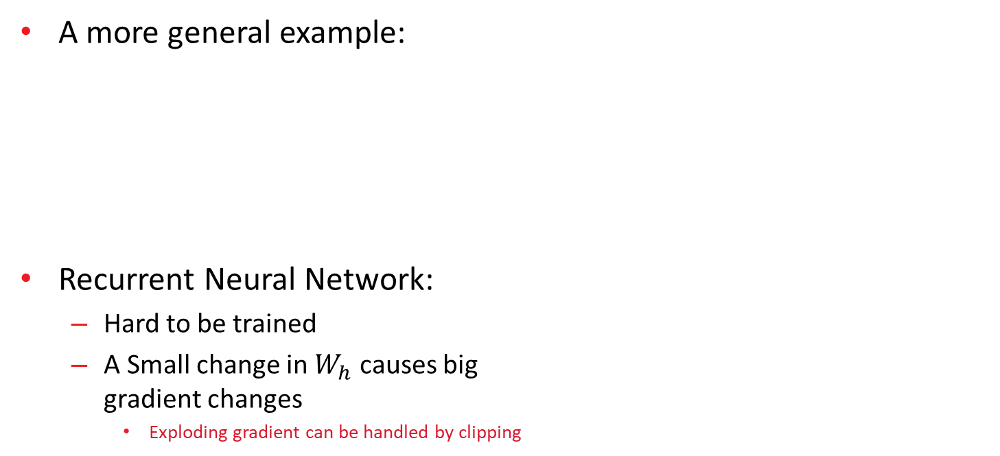 • A more general example:
• Recurrent Neural Network:
– Hard to be trained
– A Small change in $W_h$ causes big
gradient changes
• Exploding gradient can be handled by clipping